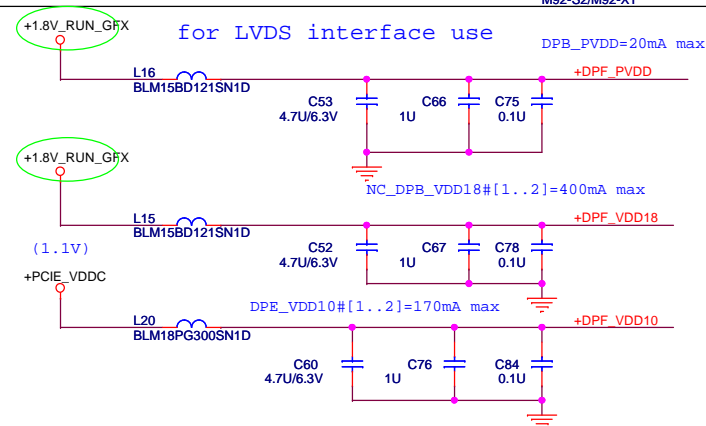 M92-S2/M92-XT
+1.8V_RUN_GFX
for LVDS interface use
DPB_PVDD=20mA max
L16
BLM15BD121SN1D
+DPF_PVDD
C53
4.7U/6.3V
C66
1U
C75
0.1U
+1.8V_RUN_GFX
NC_DPB_VDD18#[1..2]=400mA max
L15
BLM15BD121SN1D
+DPF_VDD18
(1.1V)
C52
4.7U/6.3V
C67
1U
C78
0.1U
+PCIE_VDDC
DPE_VDD10#[1..2]=170mA max
L20
BLM18PG300SN1D
+DPF_VDD10
C60
4.7U/6.3V
C76
1U
C84
0.1U